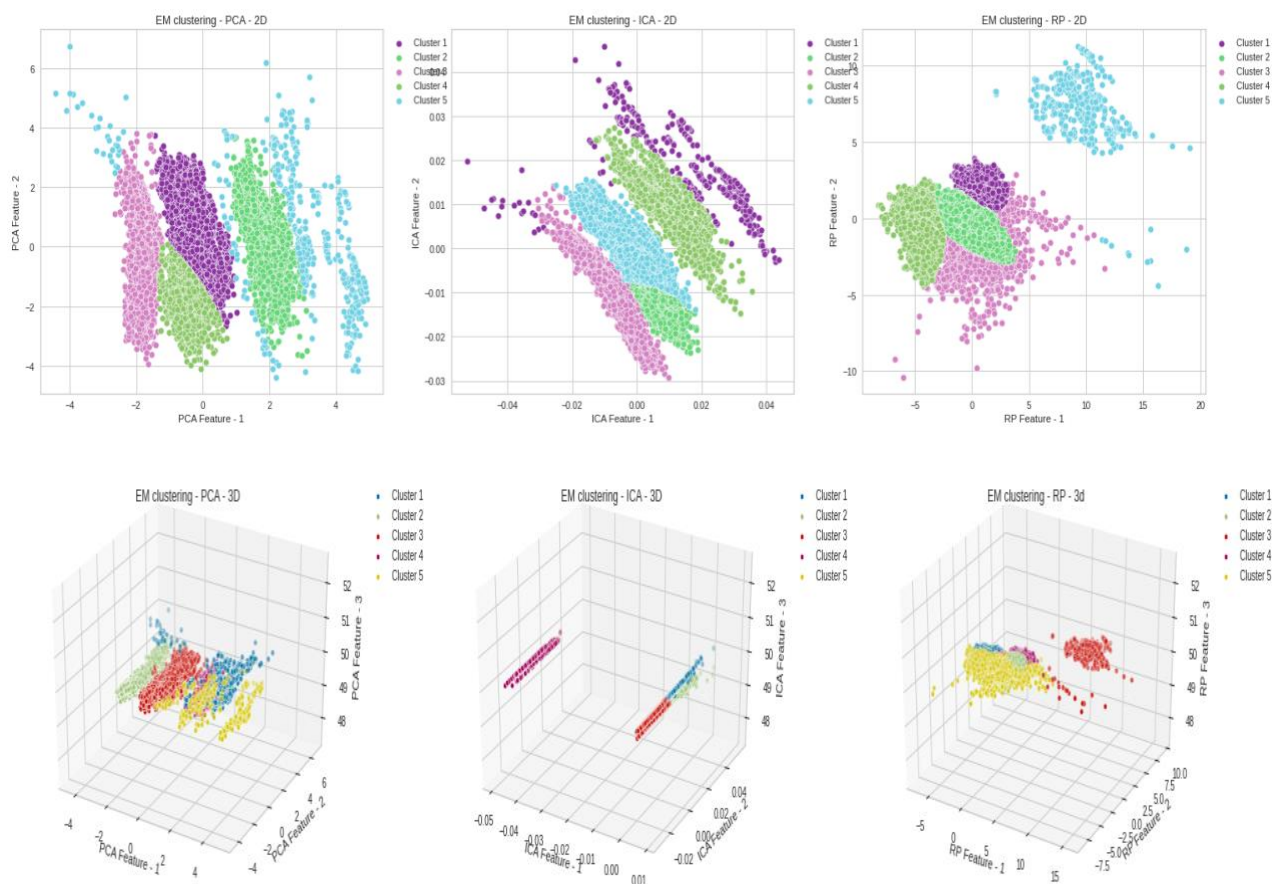 EM clustering - PCA - 2D
6
4
2
0
−2
−4
PCA Feature - 2
−4
−2
0
2
4
PCA Feature - 1
Cluster 1
Cluster 2
Cluster 3
Cluster 4
Cluster 5
EM clustering - ICA - 2D
0.04
0.03
0.02
0.01
0.00
−0.01
−0.02
−0.03
ICA Feature - 2
−0.04
−0.02
0.00
0.02
0.04
ICA Feature - 1
Cluster 1
Cluster 2
Cluster 3
Cluster 4
Cluster 5
EM clustering - RP - 2D
10
5
0
−5
−10
RP Feature - 2
−5
0
5
10
15
20
RP Feature - 1
Cluster 1
Cluster 2
Cluster 3
Cluster 4
Cluster 5
EM clustering - PCA - 3D
Cluster 1
Cluster 2
Cluster 3
Cluster 4
Cluster 5
52
51
50
49
48
PCA Feature - 3
−4
−2
0
2
4
PCA Feature - 1
−4
−2
0
2
4
6
PCA Feature - 2
EM clustering - ICA - 3D
Cluster 1
Cluster 2
Cluster 3
Cluster 4
Cluster 5
52
51
50
49
48
ICA Feature - 3
−0.05
−0.04
−0.03
−0.02
−0.01
0.00
0.01
ICA Feature - 1
−0.02
0.00
0.02
0.04
ICA Feature - 2
EM clustering - RP - 3d
Cluster 1
Cluster 2
Cluster 3
Cluster 4
Cluster 5
52
51
50
49
48
RP Feature - 3
−5
0
5
10
15
RP Feature - 1
−7.5
−5.0
−2.5
0.0
2.5
5.0
7.5
10.0
RP Feature - 2